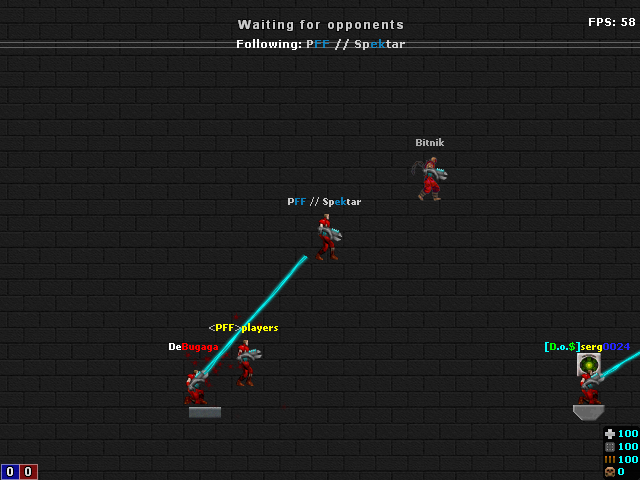 Waiting for opponents
FPS: 58
Following: PFF // Spektar
Bitnik
PFF // Spektar
<PFF>players
DeBugaga
[D.o.$]serg0024
100
100
100
0
0 0